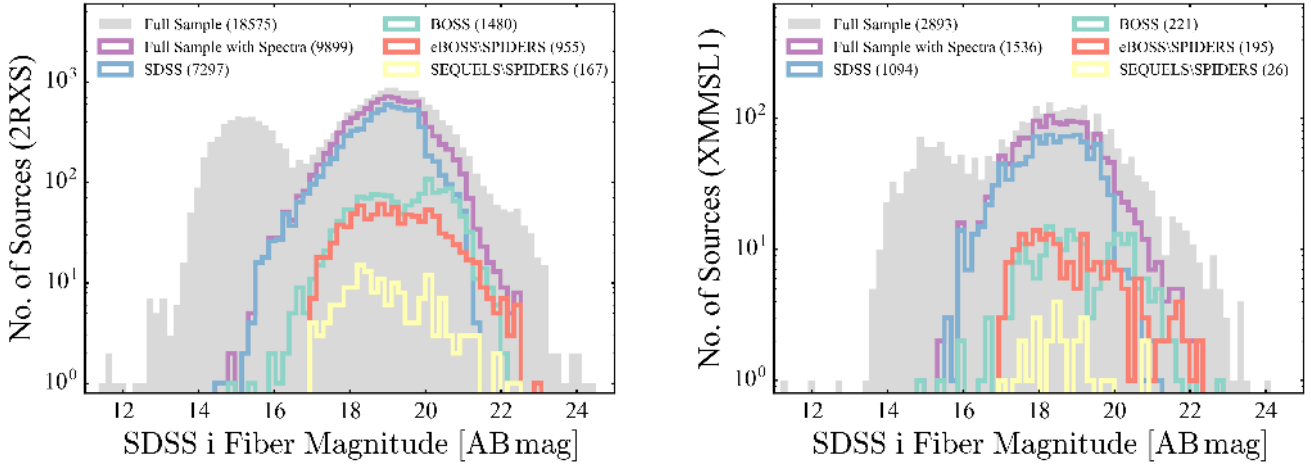 Full Sample (18575)
Full Sample with Spectra (9899)
SDSS (7297)
BOSS (1480)
eBOSS\SPIDERS (955)
SEQUELS\SPIDERS (167)
No. of Sources (2RXS)
10³
10²
10¹
10⁰
12 14 16 18 20 22 24
SDSS i Fiber Magnitude [AB mag]
Full Sample (2893)
Full Sample with Spectra (1536)
SDSS (1094)
BOSS (221)
eBOSS\SPIDERS (195)
SEQUELS\SPIDERS (26)
No. of Sources (XMMSL1)
10²
10¹
10⁰
12 14 16 18 20 22 24
SDSS i Fiber Magnitude [AB mag]